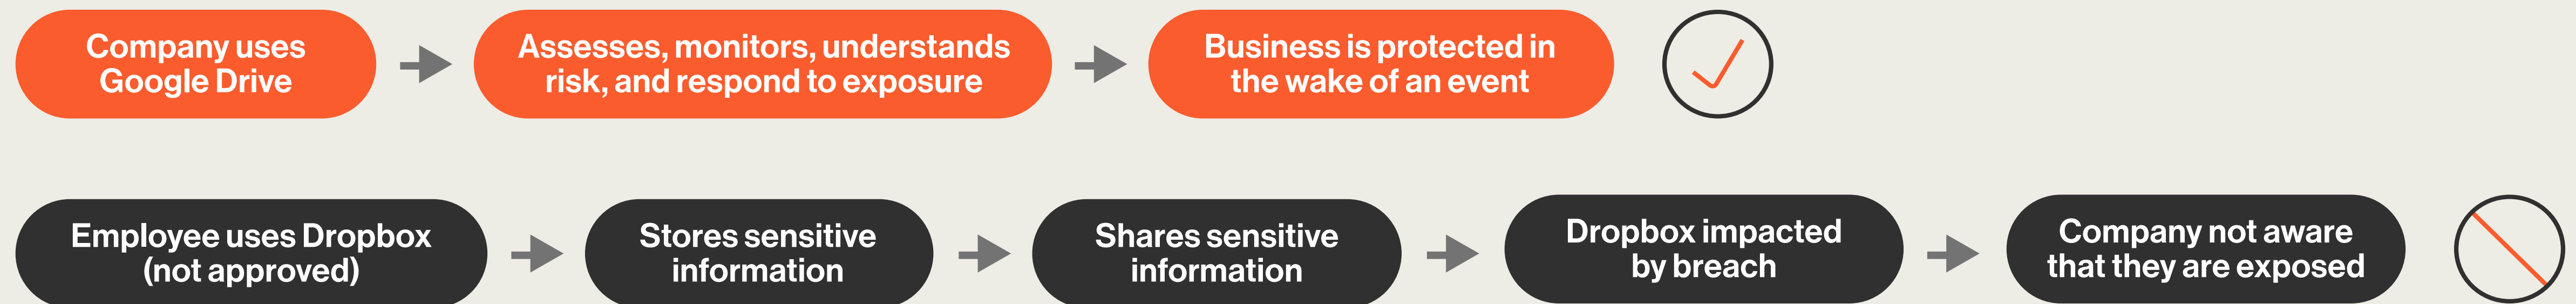 Company uses
Google Drive
Assesses, monitors, understands
risk, and respond to exposure
Business is protected in
the wake of an event
Employee uses Dropbox
(not approved)
Stores sensitive
information
Shares sensitive
information
Dropbox impacted
by breach
Company not aware
that they are exposed